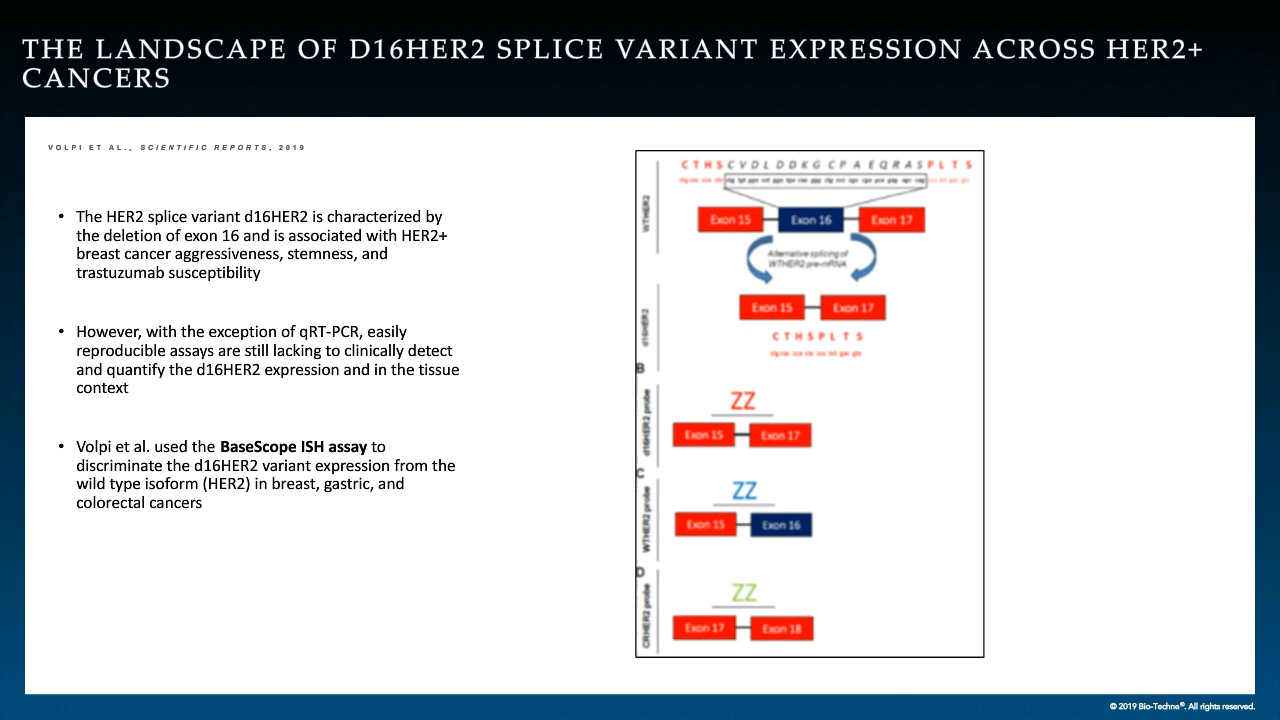 THE LANDSCAPE OF D16HER2 SPLICE VARIANT EXPRESSION ACROSS HER2+
CANCERS
VOLPI ET AL., SCIENTIFIC REPORTS, 2019
• The HER2 splice variant d16HER2 is characterized by
the deletion of exon 16 and is associated with HER2+
breast cancer aggressiveness, stemness, and
trastuzumab susceptibility
• However, with the exception of qRT-PCR, easily
reproducible assays are still lacking to clinically detect
and quantify the d16HER2 expression and in the tissue
context
• Volpi et al. used the BaseScope ISH assay to
discriminate the d16HER2 variant expression from the
wild type isoform (HER2) in breast, gastric, and
colorectal cancers
C T H S C V D L D D K G C P A E Q R A S P L T S
WTHER2
Exon 15 Exon 16 Exon 17
Alternative splicing of
WTHER2 pre-mRNA
d16HER2
Exon 15 Exon 17
C T H S P L T S
B
d16HER2 probe
ZZ
Exon 15 Exon 17
C
WTHER2 probe
ZZ
Exon 15 Exon 16
D
CRHER2 probe
ZZ
Exon 17 Exon 18
© 2019 Bio-Techne®. All rights reserved.